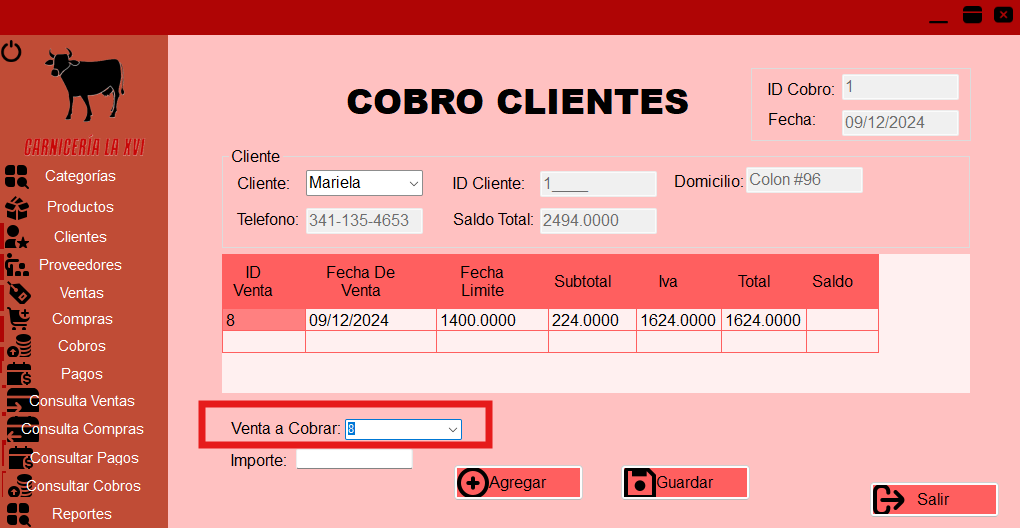 CARNICERÍA LA XVI
Categorías
Productos
Clientes
Proveedores
Ventas
Compras
Cobros
Pagos
Consulta Ventas
Consulta Compras
Consultar Pagos
Consultar Cobros
Reportes
COBRO CLIENTES
ID Cobro: 1
Fecha: 09/12/2024
Cliente
Cliente: Mariela ID Cliente: 1____ Domicilio: Colon #96
Telefono: 341-135-4653 Saldo Total: 2494.0000
ID Venta Fecha De Venta Fecha Limite Subtotal Iva Total Saldo
8 09/12/2024 1400.0000 224.0000 1624.0000 1624.0000
Venta a Cobrar: 8
Importe:
Agregar Guardar
Salir